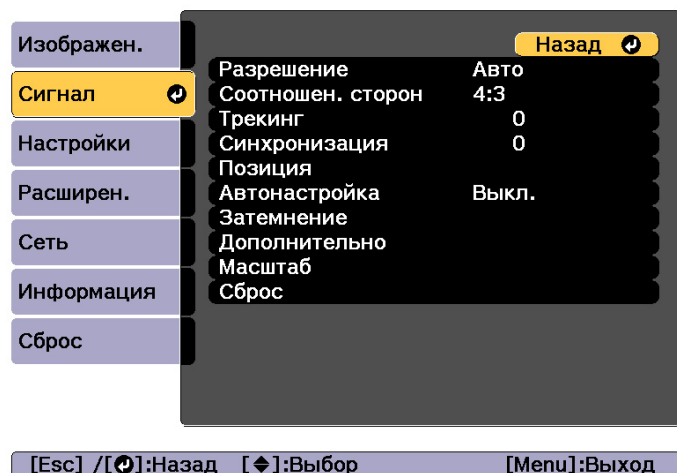 Изображен.
Сигнал
Настройки
Расширен.
Сеть
Информация
Сброс
Назад
Разрешение Авто
Соотношен. сторон 4:3
Трекинг 0
Синхронизация 0
Позиция
Автонастройка Выкл.
Затемнение
Дополнительно
Масштаб
Сброс
[Esc] /[ ]:Назад [ ]:Выбор [Menu]:Выход